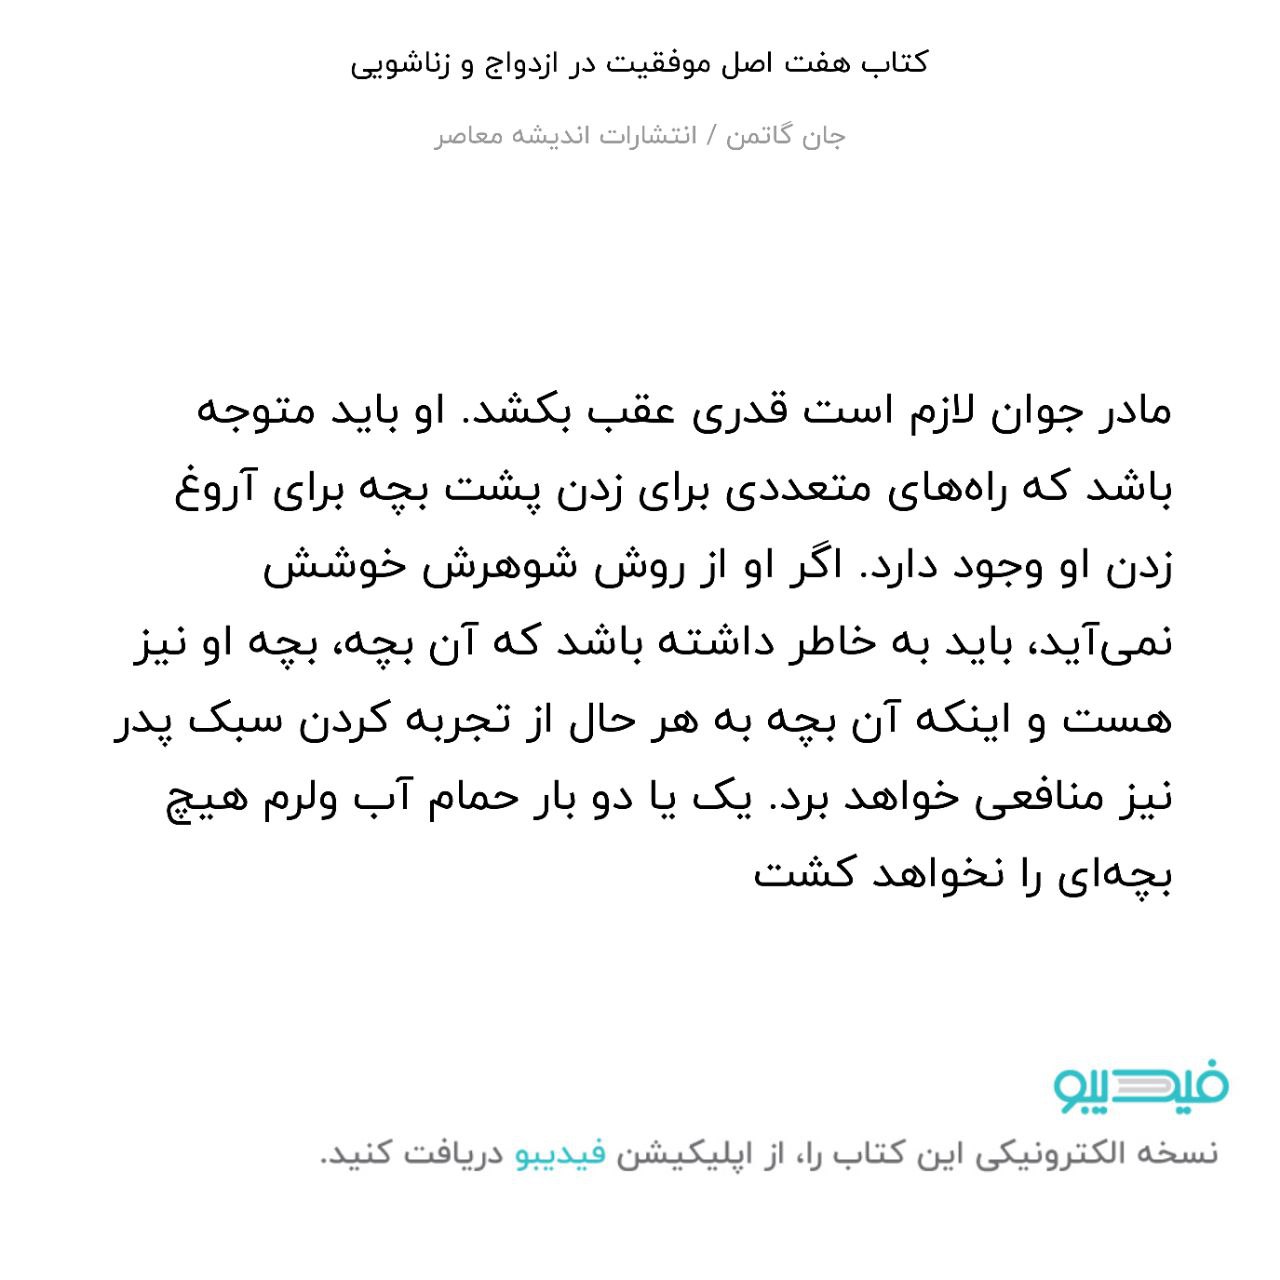 کتاب هفت اصل موفقیت در ازدواج و زناشویی
جان گاتمن / انتشارات اندیشه معاصر
مادر جوان لازم است قدری عقب بکشد. او باید متوجه
باشد که راه‌های متعددی برای زدن پشت بچه برای آروغ
زدن او وجود دارد. اگر او از روش شوهرش خوشش
نمی‌آید، باید به خاطر داشته باشد که آن بچه، بچه او نیز
هست و اینکه آن بچه به هر حال از تجربه کردن سبک پدر
نیز منافعی خواهد برد. یک یا دو بار حمام آب ولرم هیچ
بچه‌ای را نخواهد کشت
فیدیبو
نسخه الکترونیکی این کتاب را، از اپلیکیشن فیدیبو دریافت کنید.